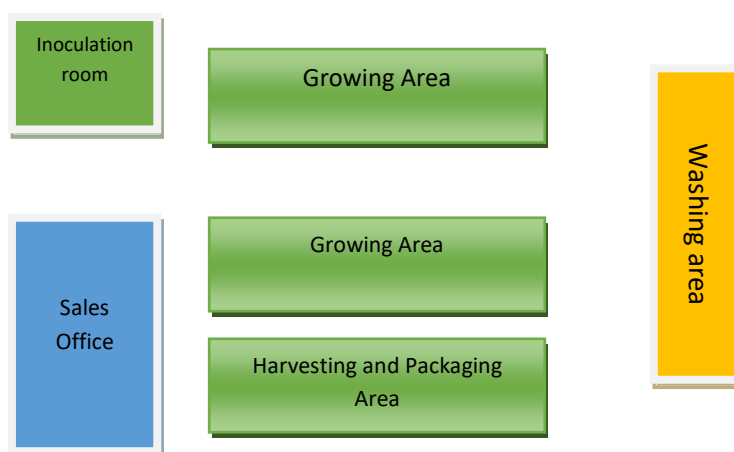 Inoculation
room
Growing Area
Growing Area
Sales
Office
Harvesting and Packaging
Area
Washing area